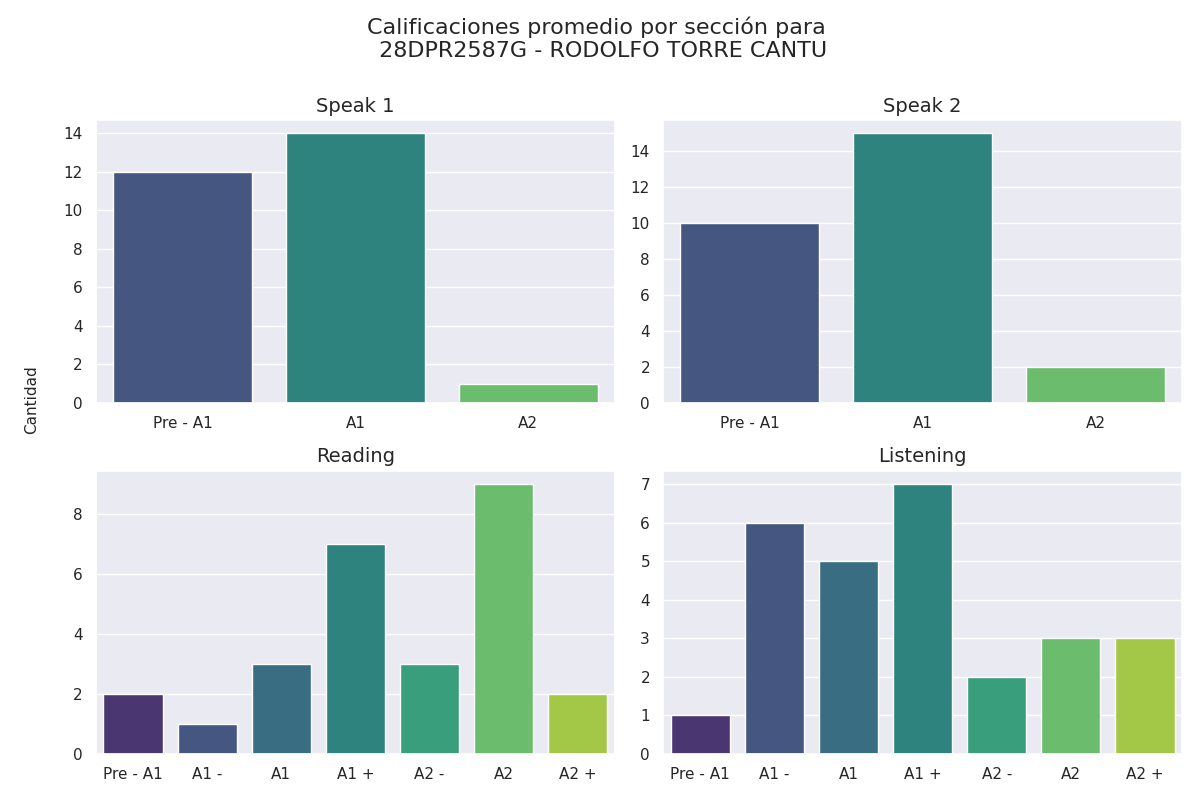 Calificaciones promedio por sección para
28DPR2587G - RODOLFO TORRE CANTU
Cantidad
Speak 1
14
12
10
8
6
4
2
0
Pre - A1 A1 A2
Speak 2
14
12
10
8
6
4
2
0
Pre - A1 A1 A2
Reading
8
6
4
2
0
Pre - A1 A1 - A1 A1 + A2 - A2 A2 +
Listening
7
6
5
4
3
2
1
0
Pre - A1 A1 - A1 A1 + A2 - A2 A2 +